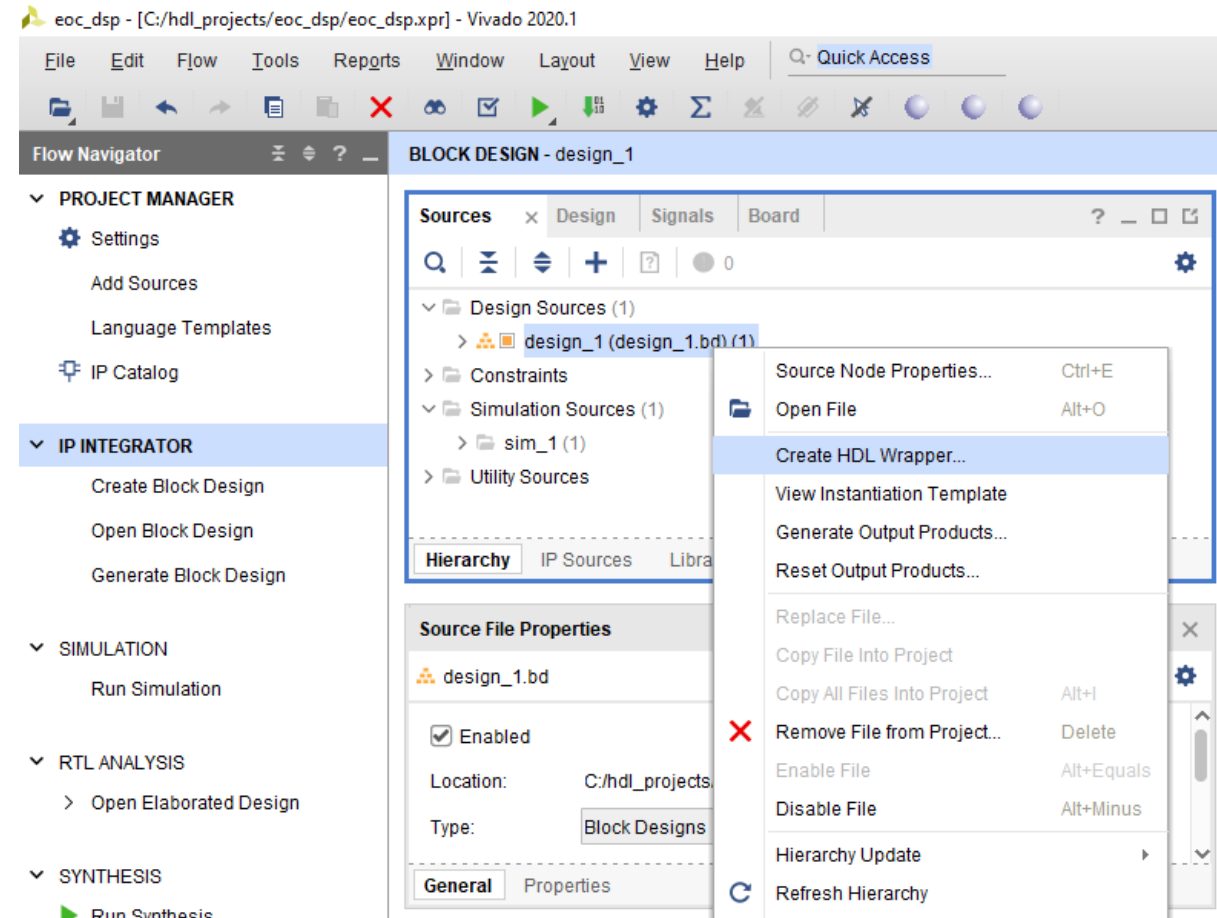 eoc_dsp - [C:/hdl_projects/eoc_dsp/eoc_dsp.xpr] - Vivado 2020.1
File Edit Flow Tools Reports Window Layout View Help Quick Access
Flow Navigator ? _
PROJECT MANAGER
Settings
Add Sources
Language Templates
IP Catalog
IP INTEGRATOR
Create Block Design
Open Block Design
Generate Block Design
SIMULATION
Run Simulation
RTL ANALYSIS
Open Elaborated Design
SYNTHESIS
Run Synthesis
BLOCK DESIGN - design_1
Sources × Design Signals Board ?
? 0
Design Sources (1)
design_1 (design_1.bd) (1)
Constraints
Simulation Sources (1)
sim_1 (1)
Utility Sources
Hierarchy IP Sources Libra
Source File Properties
design_1.bd
Enabled
Location: C:/hdl_projects
Type: Block Designs
General Properties
Source Node Properties... Ctrl+E
Open File Alt+O
Create HDL Wrapper...
View Instantiation Template
Generate Output Products...
Reset Output Products...
Replace File...
Copy File Into Project
Copy All Files Into Project Alt+I
Remove File from Project... Delete
Enable File Alt+Equals
Disable File Alt+Minus
Hierarchy Update
Refresh Hierarchy